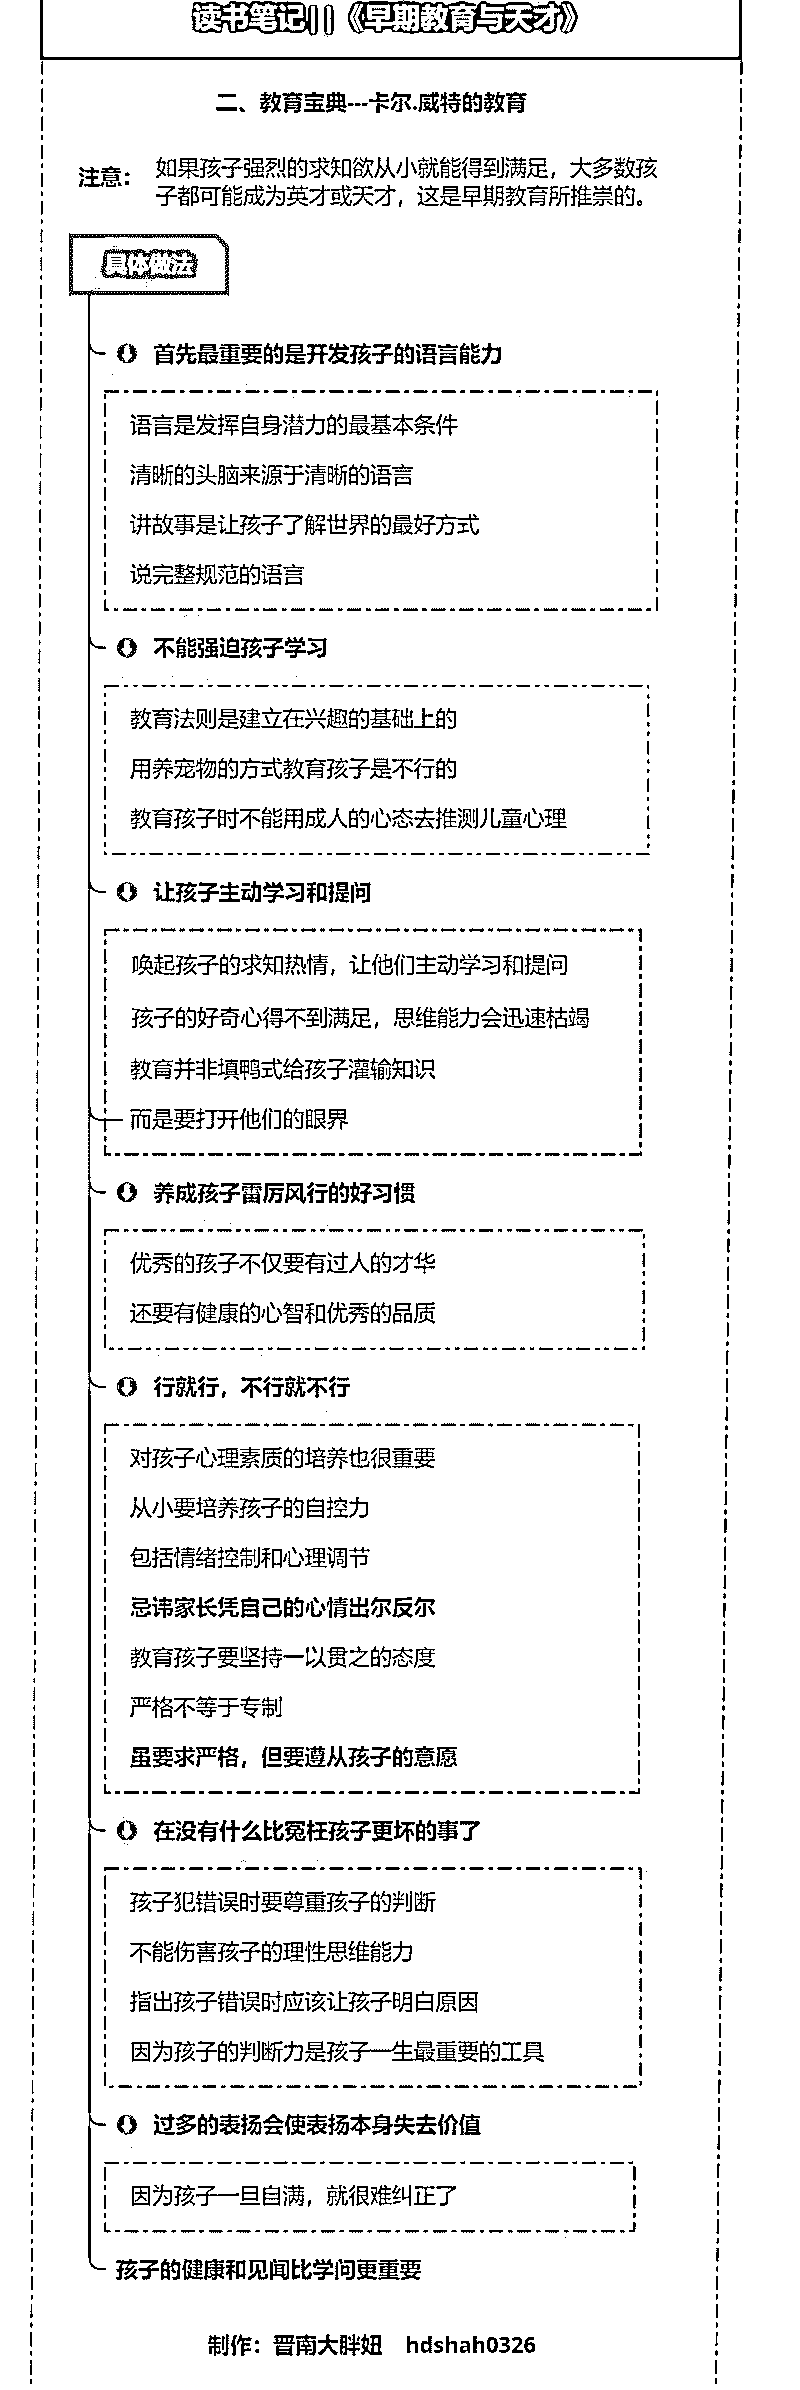 读书笔记||《早期教育与天才》
二、教育宝典---卡尔.威特的教育
注意：
如果孩子强烈的求知欲从小就能得到满足，大多数孩
子都可能成为英才或天才，这是早期教育所推崇的。
具体做法
首先最重要的是开发孩子的语言能力
语言是发挥自身潜力的最基本条件
清晰的头脑来源于清晰的语言
讲故事是让孩子了解世界的最好方式
说完整规范的语言
不能强迫孩子学习
教育法则是建立在兴趣的基础上的
用养宠物的方式教育孩子是不行的
教育孩子时不能用成人的心态去推测儿童心理
让孩子主动学习和提问
唤起孩子的求知热情，让他们主动学习和提问
孩子的好奇心得不到满足，思维能力会迅速枯竭
教育并非填鸭式给孩子灌输知识
而是要打开他们的眼界
养成孩子雷厉风行的好习惯
优秀的孩子不仅要有过人的才华
还要有健康的心智和优秀的品质
行就行，不行就不行
对孩子心理素质的培养也很重要
从小要培养孩子的自控力
包括情绪控制和心理调节
忌讳家长凭自己的心情出尔反尔
教育孩子要坚持一以贯之的态度
严格不等于专制
虽要求严格，但要遵从孩子的意愿
在没有什么比冤枉孩子更坏的事了
孩子犯错误时要尊重孩子的判断
不能伤害孩子的理性思维能力
指出孩子错误时应该让孩子明白原因
因为孩子的判断力是孩子一生最重要的工具
过多的表扬会使表扬本身失去价值
因为孩子一旦自满，就很难纠正了
孩子的健康和见闻比学问更重要
制作：晋南大胖妞 hdshah0326